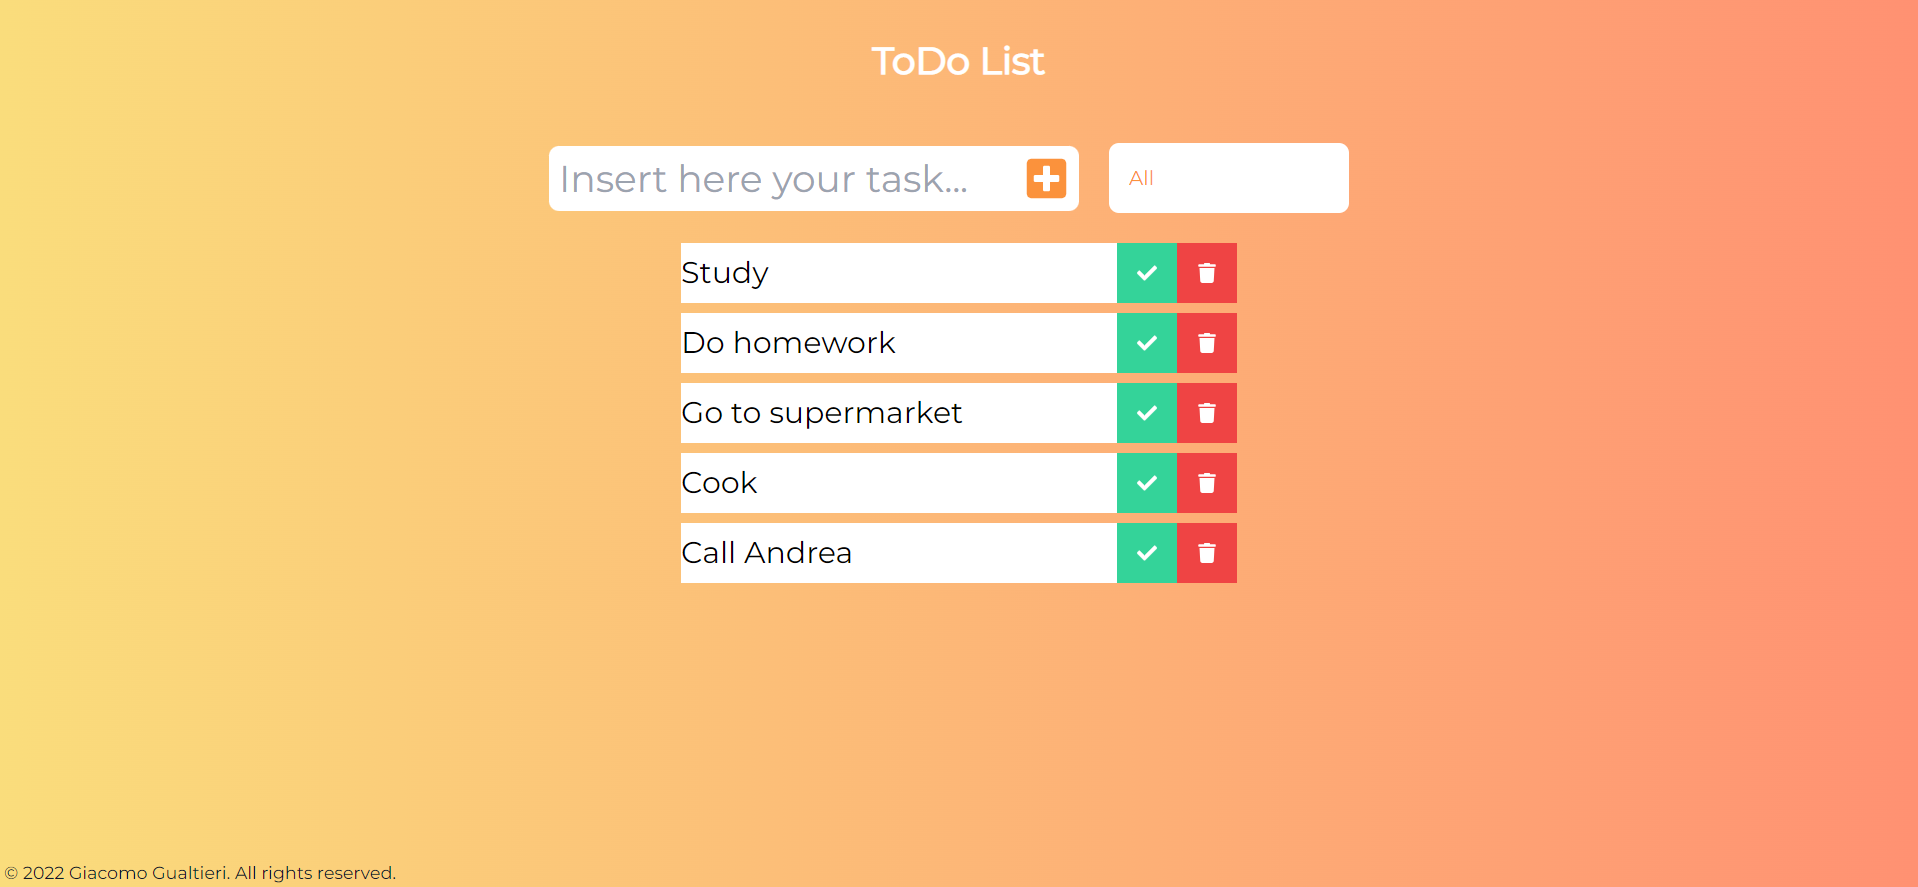 ToDo List
Insert here your task...
All
Study
Do homework
Go to supermarket
Cook
Call Andrea
© 2022 Giacomo Gualtieri. All rights reserved.